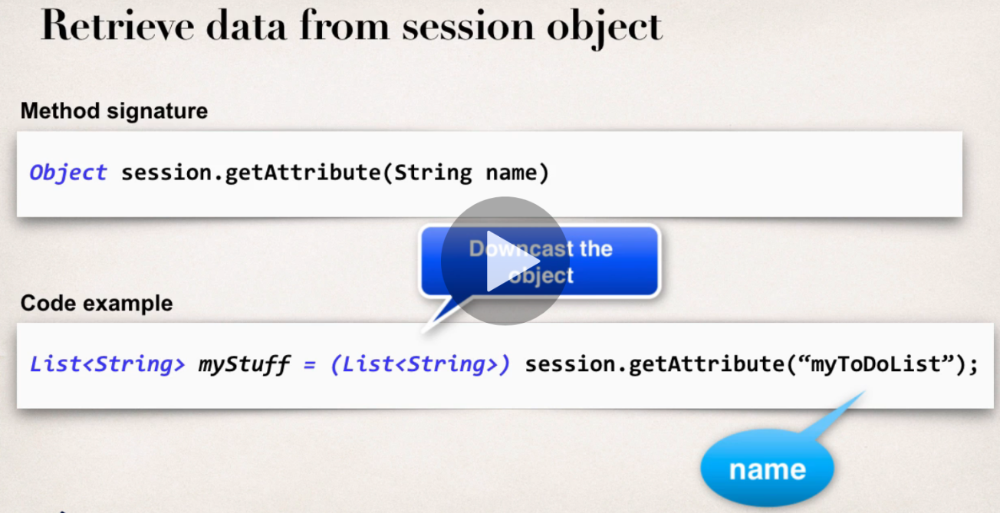 Retrieve data from session object
Method signature
Object session.getAttribute(String name)
Downcast the
object
Code example
List<String> myStuff = (List<String>) session.getAttribute(“myToDoList”);
name